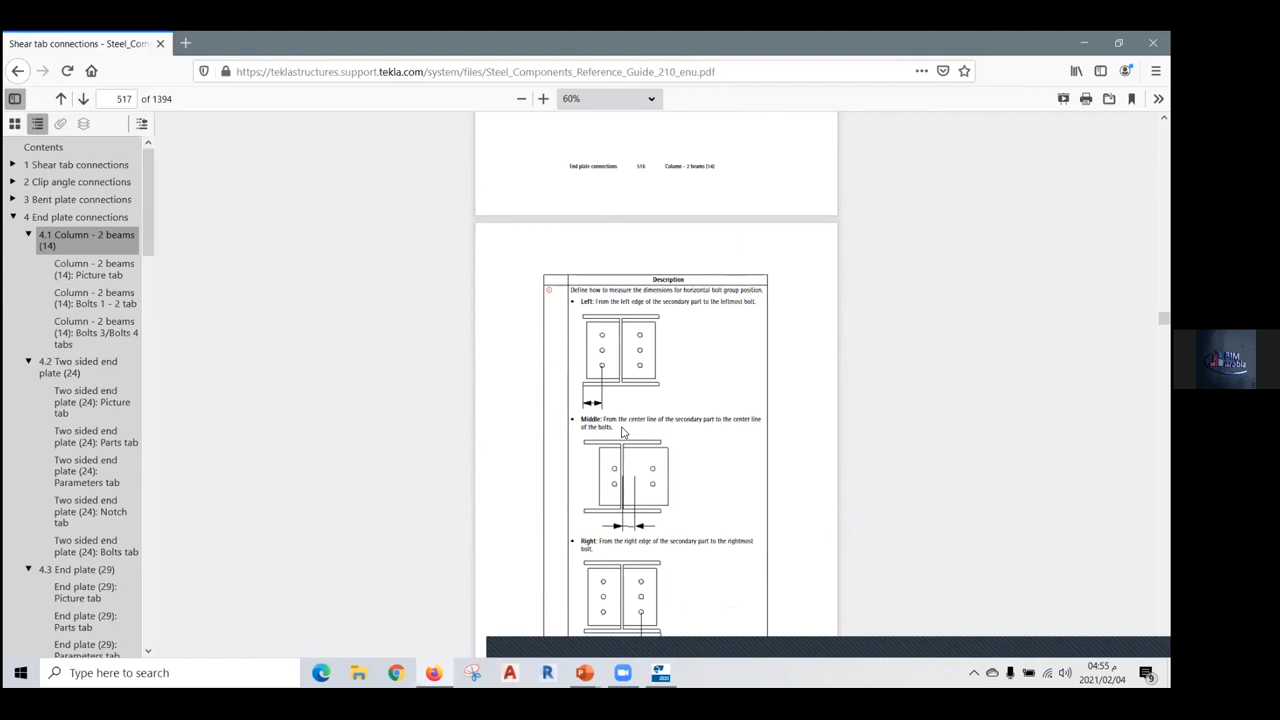 Shear tab connections - Steel_Com
https://teklastructures.support.tekla.com/system/files/Steel_Components_Reference_Guide_210_enu.pdf
517 of 1394
60%
Contents
1 Shear tab connections
2 Clip angle connections
3 Bent plate connections
4 End plate connections
4.1 Column - 2 beams
(14)
Column - 2 beams
(14): Picture tab
Column - 2 beams
(14): Bolts 1 - 2 tab
Column - 2 beams
(14): Bolts 3/Bolts 4
tabs
4.2 Two sided end
plate (24)
Two sided end
plate (24): Picture
tab
Two sided end
plate (24): Parts tab
Two sided end
plate (24):
Parameters tab
Two sided end
plate (24): Notch
tab
Two sided end
plate (24): Bolts tab
4.3 End plate (29)
End plate (29):
Picture tab
End plate (29):
Parts tab
End plate (29):
Parameters tab
End plate connections 516 Column - 2 beams (14)
Description
Define how to measure the dimensions for horizontal bolt group position.
• Left: From the left edge of the secondary part to the leftmost bolt.
• Middle: From the center line of the secondary part to the center line
of the bolts.
• Right: From the right edge of the secondary part to the rightmost
bolt.
BIM
arabia
Type here to search
04:55 م
2021/02/04